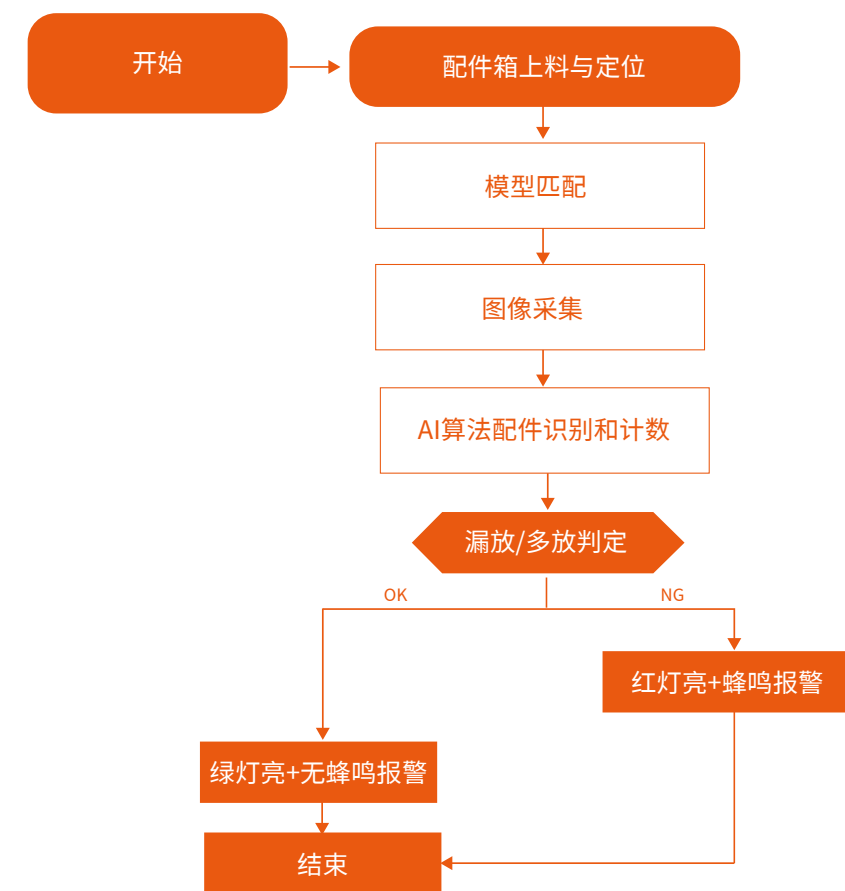 开始
配件箱上料与定位
模型匹配
图像采集
AI算法配件识别和计数
漏放/多放判定
OK
NG
红灯亮+蜂鸣报警
绿灯亮+无蜂鸣报警
结束